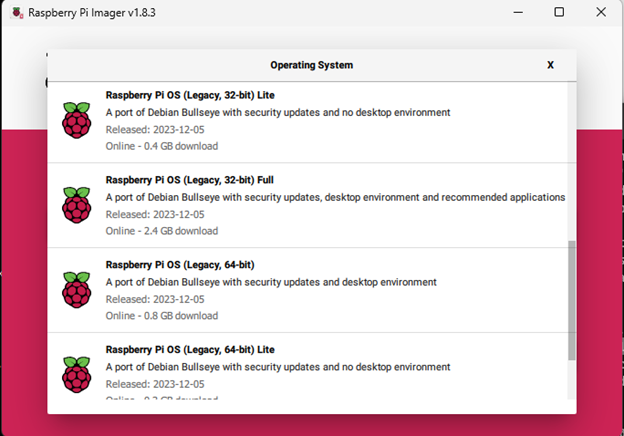 Raspberry Pi Imager v1.8.3
Operating System
X
Raspberry Pi OS (Legacy, 32-bit) Lite
A port of Debian Bullseye with security updates and no desktop environment
Released: 2023-12-05
Online - 0.4 GB download
Raspberry Pi OS (Legacy, 32-bit) Full
A port of Debian Bullseye with security updates, desktop environment and recommended applications
Released: 2023-12-05
Online - 2.4 GB download
Raspberry Pi OS (Legacy, 64-bit)
A port of Debian Bullseye with security updates and desktop environment
Released: 2023-12-05
Online - 0.8 GB download
Raspberry Pi OS (Legacy, 64-bit) Lite
A port of Debian Bullseye with security updates and no desktop environment
Released: 2023-12-05
Online - 0.3 GB download